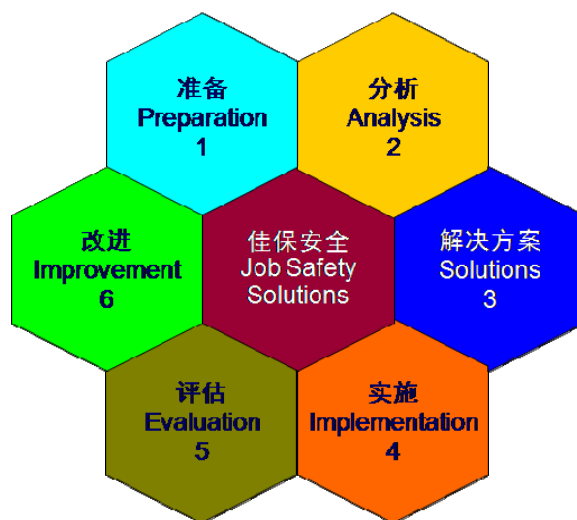 准备
Preparation
1
分析
Analysis
2
改进
Improvement
6
佳保安全
Job Safety
Solutions
解决方案
Solutions
3
评估
Evaluation
5
实施
Implementation
4